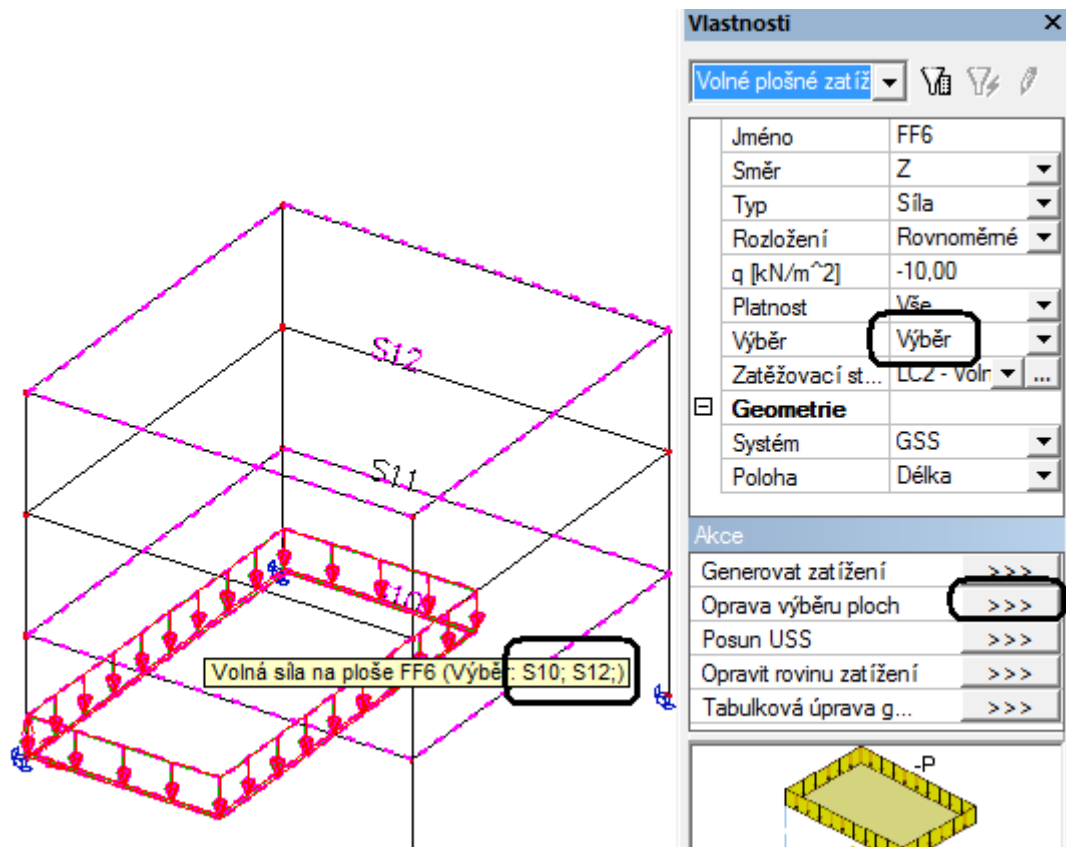 Vlastnosti
Volné plošné zatíž
Jméno FF6
Směr Z
Typ Síla
Rozložení Rovnoměrné
q [kN/m^2] -10,00
Platnost Vše
Výběr Výběr
Zatěžovací st... LC2 - Voln ...
Geometrie
Systém GSS
Poloha Délka
Akce
Generovat zatížení >>>
Oprava výběru ploch >>>
Posun USS >>>
Opravit rovinu zatížení >>>
Tabulková úprava g... >>>
-P
S12
S11
Volná síla na ploše FF6 (Výběr: S10; S12;)